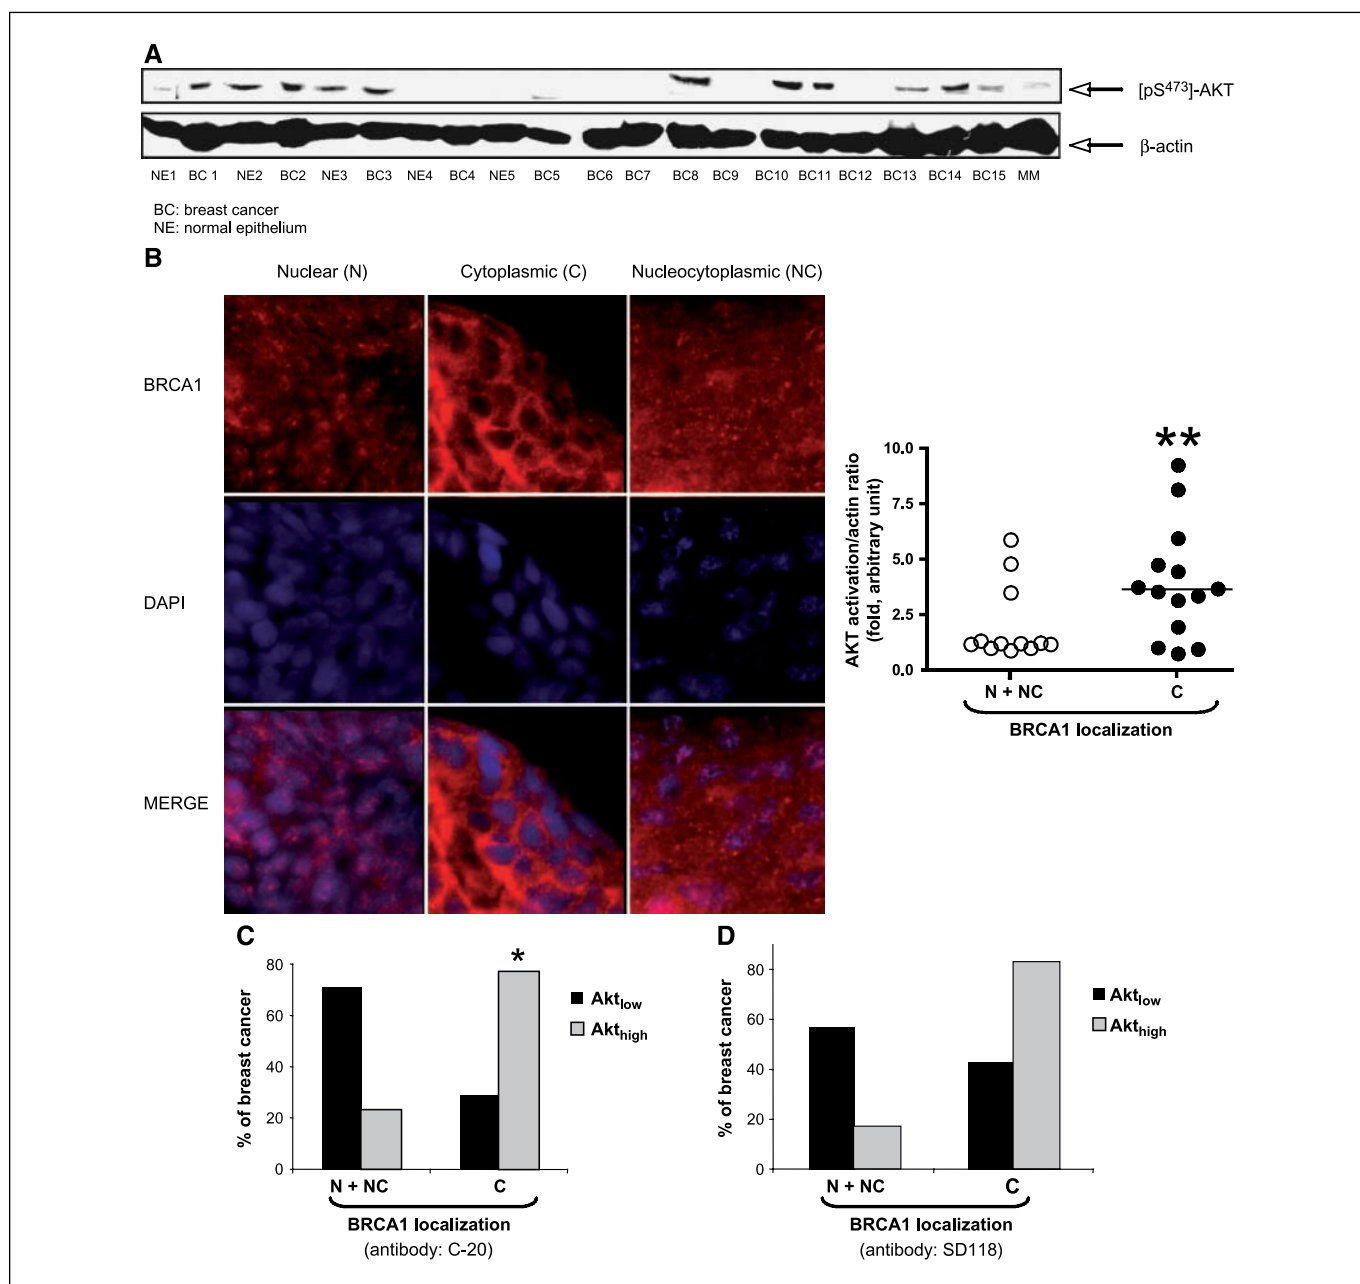 A
[pS473]-AKT
β-actin
NE1 BC 1 NE2 BC2 NE3 BC3 NE4 BC4 NE5 BC5 BC6 BC7 BC8 BC9 BC10 BC11 BC12 BC13 BC14 BC15 MM
BC: breast cancer
NE: normal epithelium
B
Nuclear (N) Cytoplasmic (C) Nucleocytoplasmic (NC)
BRCA1
DAPI
MERGE
AKT activation/actin ratio
(fold, arbitrary unit)
10.0
7.5
5.0
2.5
0.0
**
N + NC C
BRCA1 localization
C
% of breast cancer
80
60
40
20
0
*
Aktlow
Akthigh
N + NC C
BRCA1 localization
(antibody: C-20)
D
% of breast cancer
80
60
40
20
0
Aktlow
Akthigh
N + NC C
BRCA1 localization
(antibody: SD118)